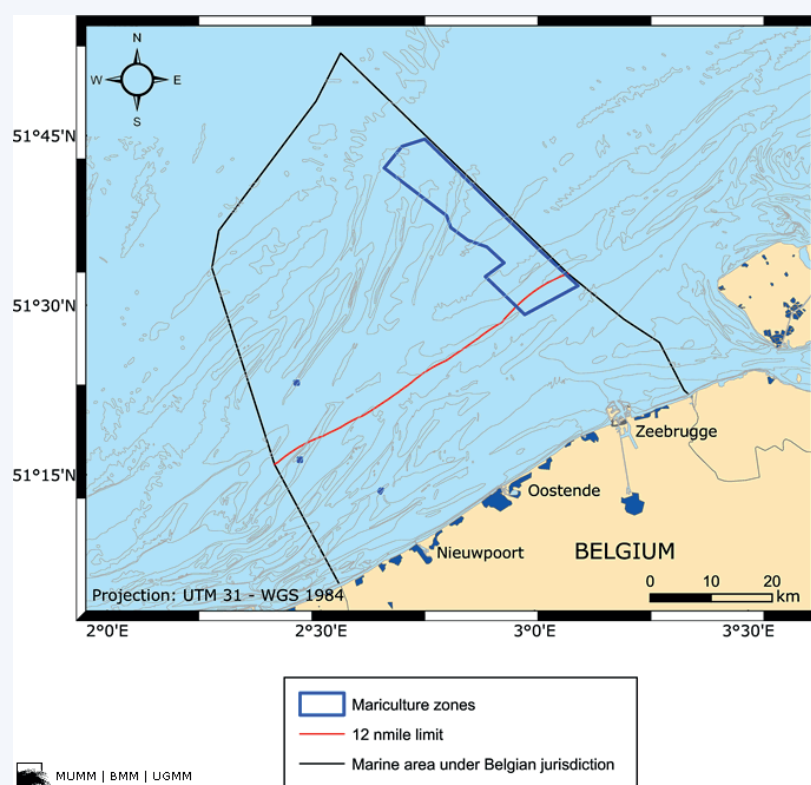 N
W E
S
51°45'N
51°30'N
51°15'N
Zeebrugge
Oostende
Nieuwpoort
BELGIUM
Projection: UTM 31 - WGS 1984
0 10 20
km
2°0'E 2°30'E 3°0'E 3°30'E
Mariculture zones
12 nmile limit
Marine area under Belgian jurisdiction
MUMM | BMM | UGMM